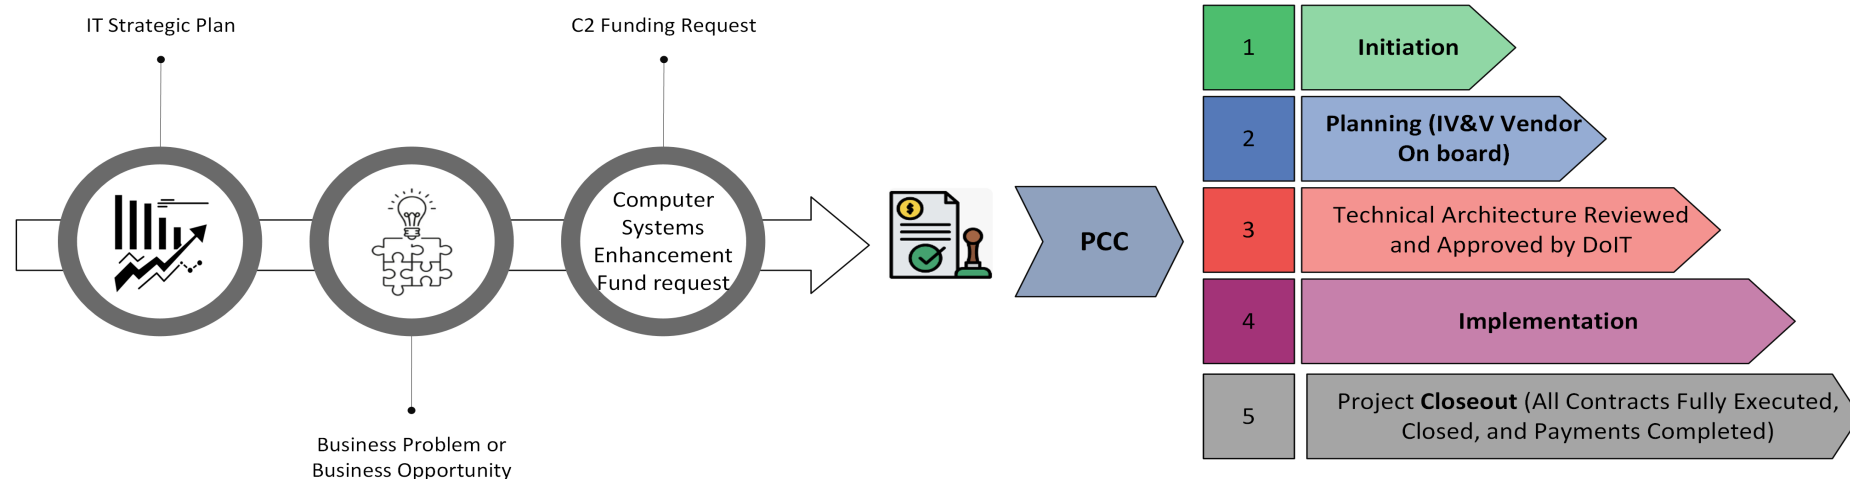 IT Strategic Plan
C2 Funding Request
Computer
Systems
Enhancement
Fund request
Business Problem or
Business Opportunity
$
PCC
1
Initiation
2
Planning (IV&V Vendor
On board)
3
Technical Architecture Reviewed
and Approved by DoIT
4
Implementation
5
Project Closeout (All Contracts Fully Executed,
Closed, and Payments Completed)